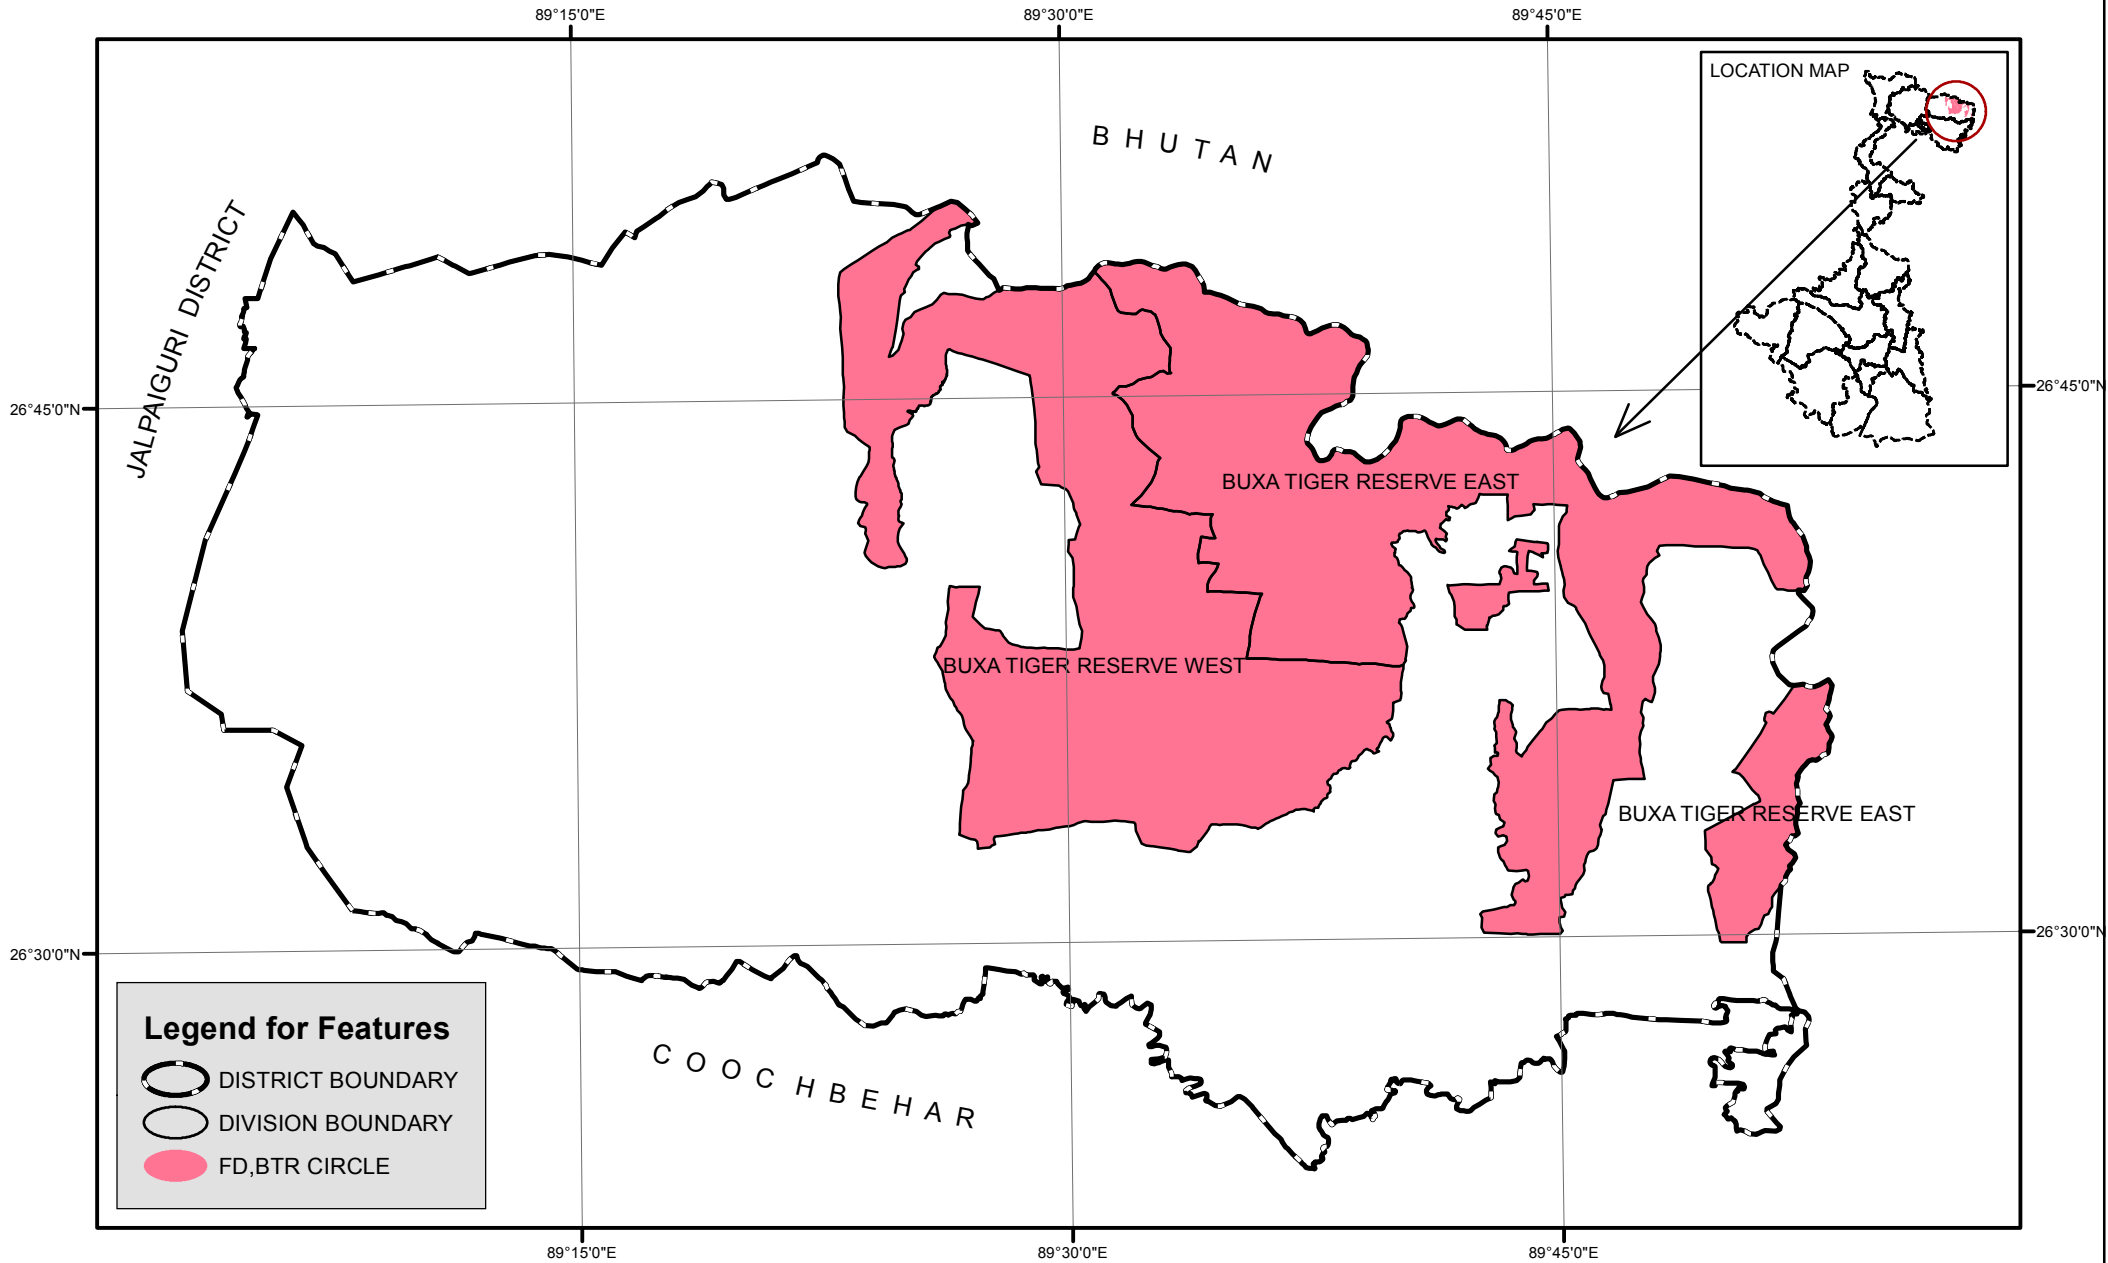 89°15'0"E
89°30'0"E
89°45'0"E
LOCATION MAP
BHUTAN
JALPAIGURI DISTRICT
26°45'0"N
26°45'0"N
BUXA TIGER RESERVE EAST
BUXA TIGER RESERVE WEST
BUXA TIGER RESERVE EAST
26°30'0"N
26°30'0"N
Legend for Features
DISTRICT BOUNDARY
DIVISION BOUNDARY
FD,BTR CIRCLE
COOCHBEHAR
89°15'0"E
89°30'0"E
89°45'0"E